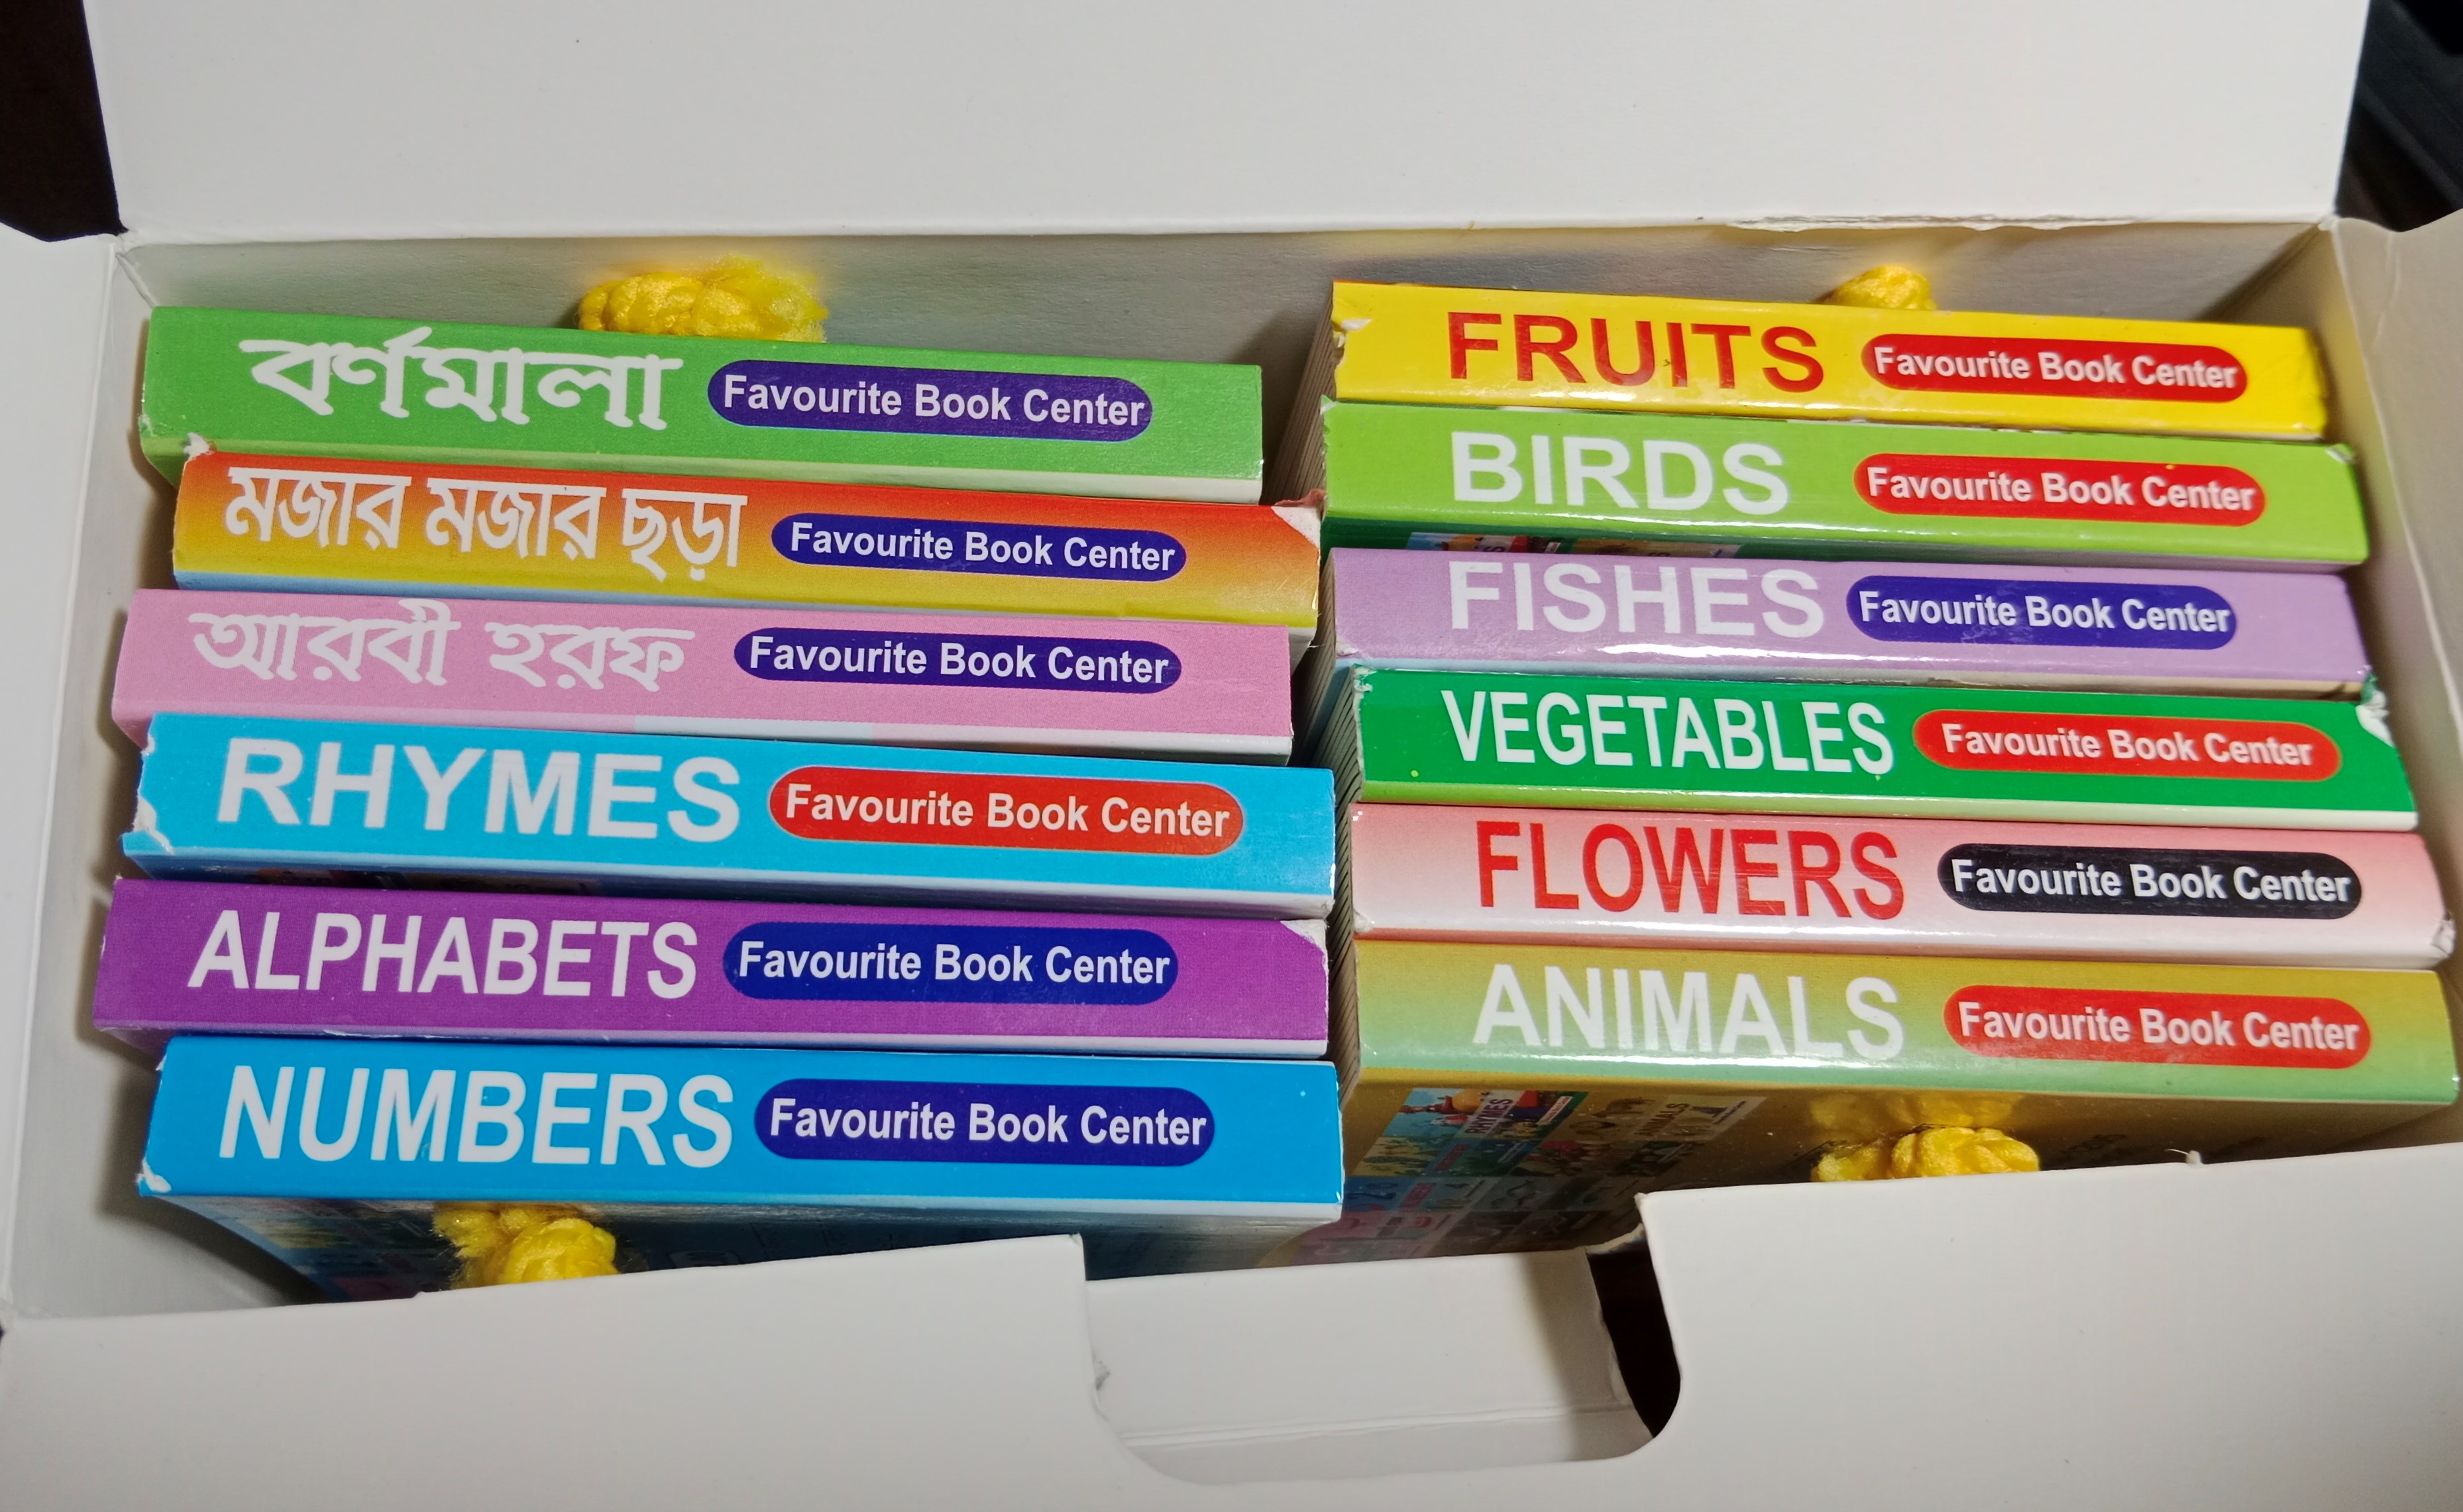 বর্ণমালা Favourite Book Center
মজার মজার ছড়া Favourite Book Center
আরবী হরফ Favourite Book Center
RHYMES Favourite Book Center
ALPHABETS Favourite Book Center
NUMBERS Favourite Book Center
FRUITS Favourite Book Center
BIRDS Favourite Book Center
FISHES Favourite Book Center
VEGETABLES Favourite Book Center
FLOWERS Favourite Book Center
ANIMALS Favourite Book Center
RHYMES
ANIMALS